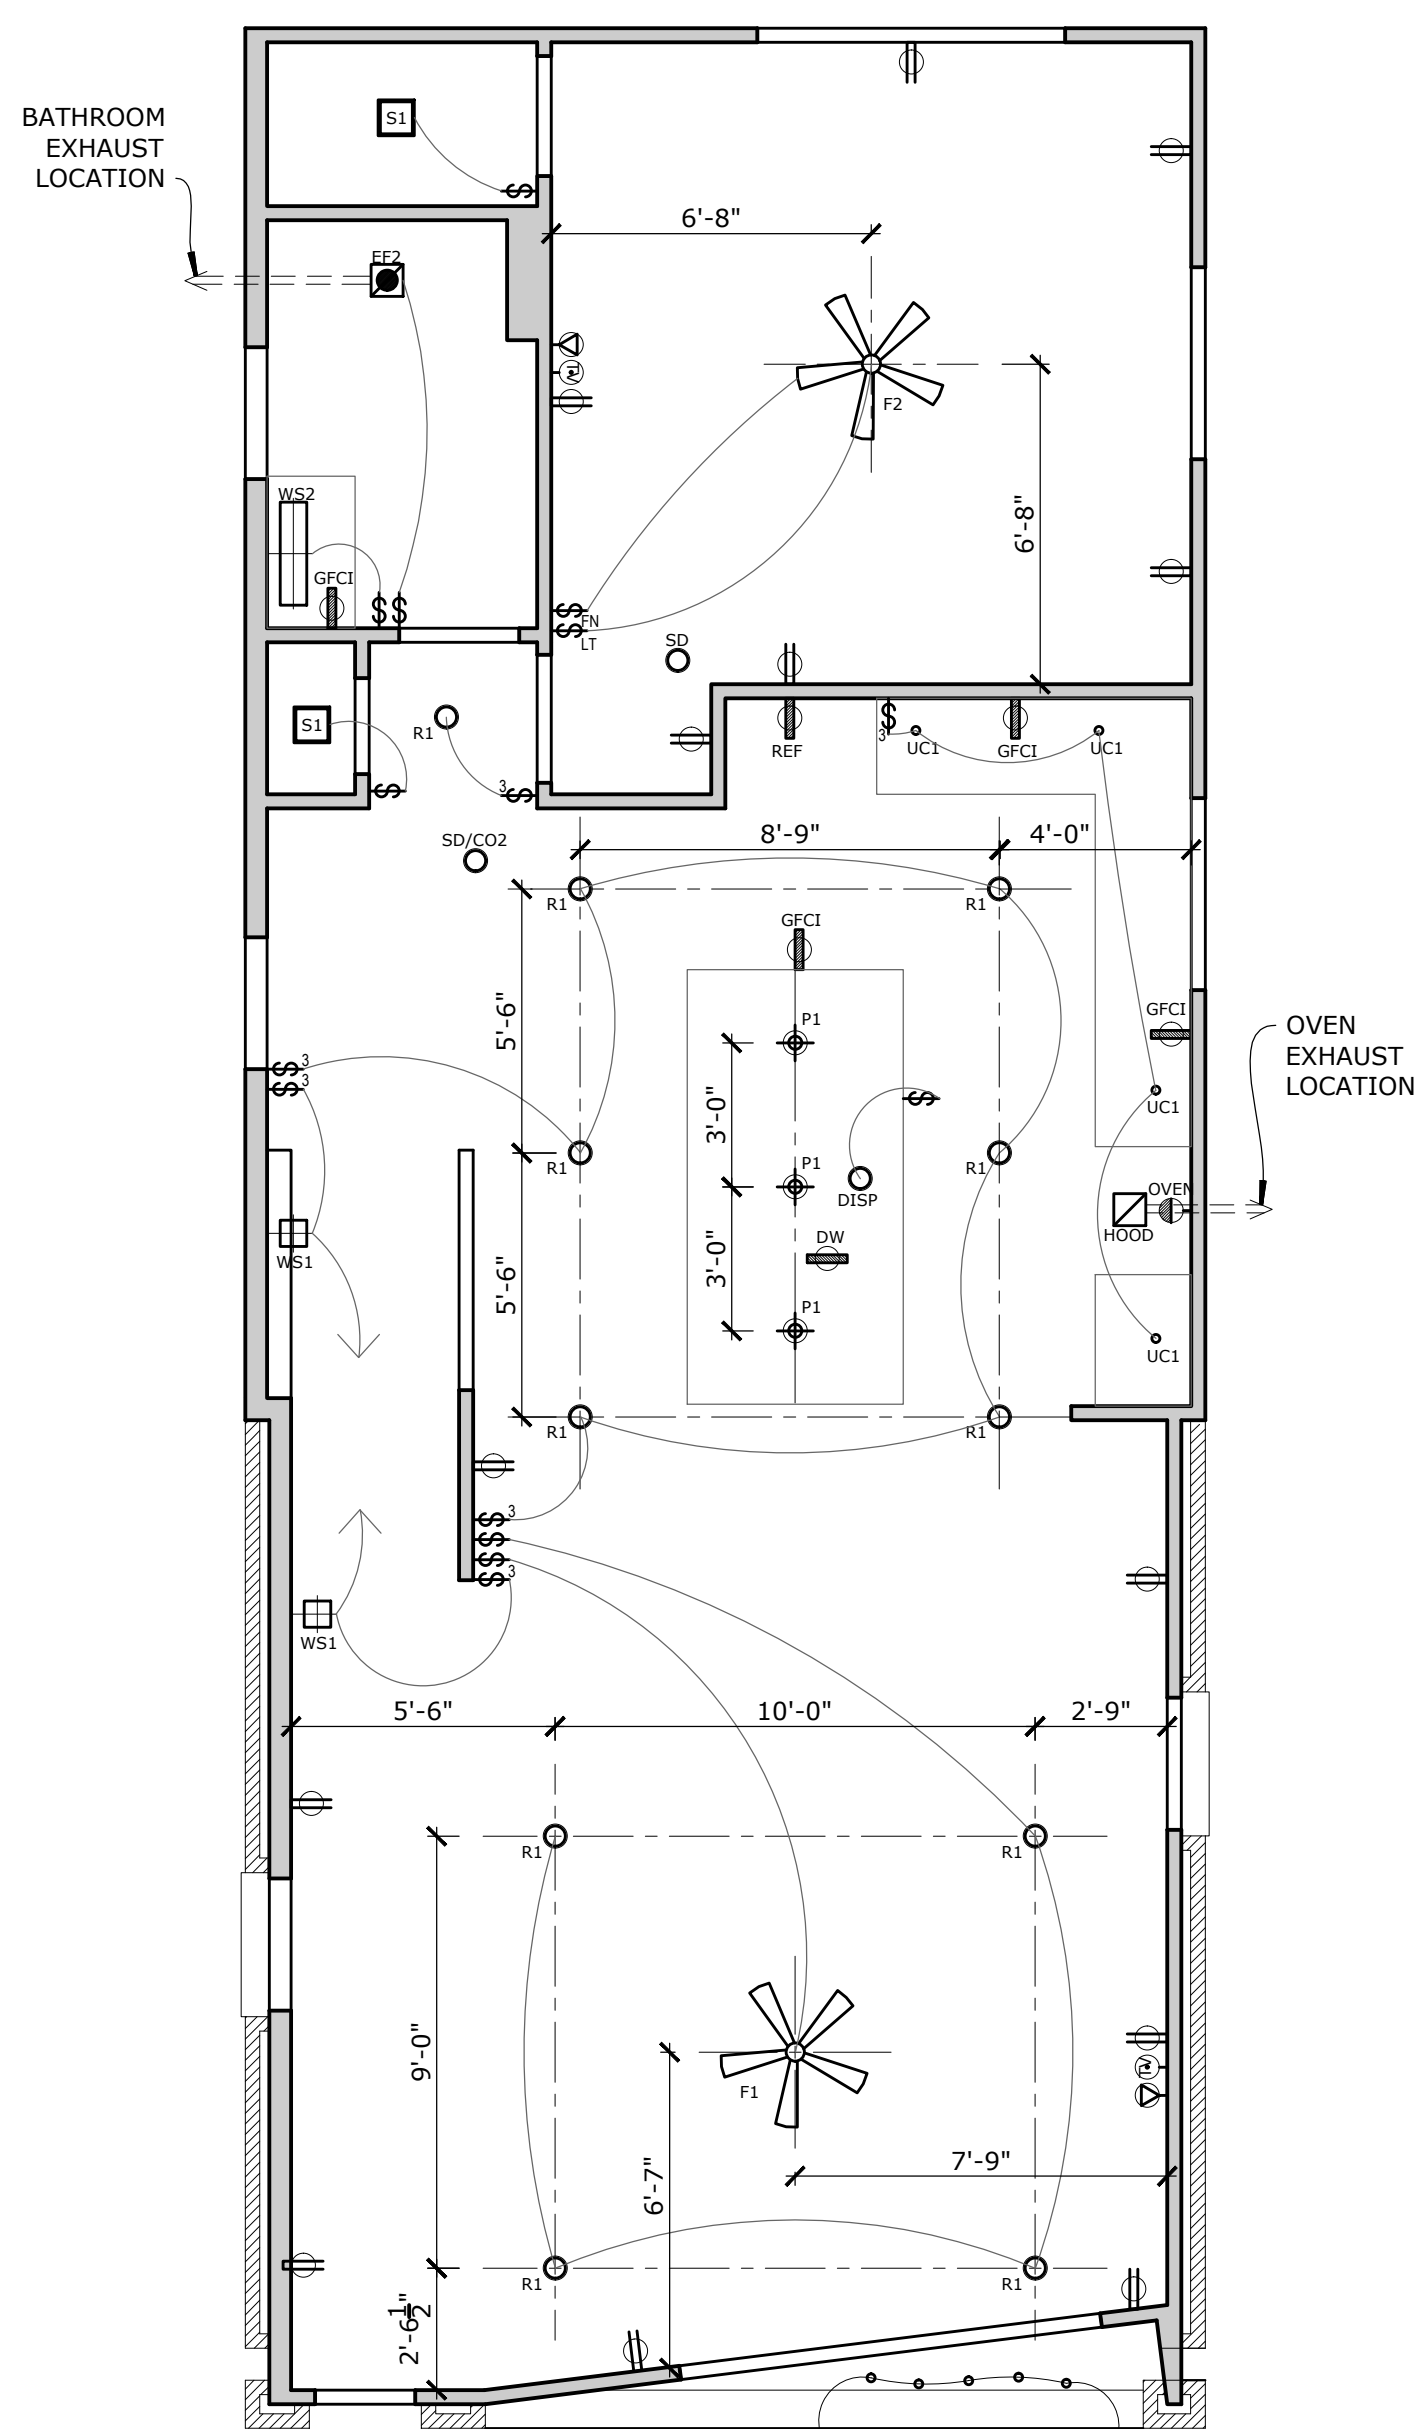 BATHROOM
EXHAUST
LOCATION
S1
$
6'-8"
EF2
TV
F2
WS2
6'-8"
GFCI
$ $
$ FN
$ LT
SD
S1
R1
$
3 $
REF
$
3
UC1
GFCI
UC1
SD/CO2
8'-9"
4'-0"
R1
R1
GFCI
5'-6"
P1
GFCI
OVEN
EXHAUST
LOCATION
$ 3
$ 3
3'-0"
$
UC1
R1
P1
R1
DISP
OVEN
HOOD
WS1
DW
5'-6"
3'-0"
P1
UC1
R1
R1
$ 3
$
$
$ 3
WS1
5'-6"
10'-0"
2'-9"
R1
R1
9'-0"
TV
F1
6'-7"
7'-9"
R1
R1
2'-6 1/2"